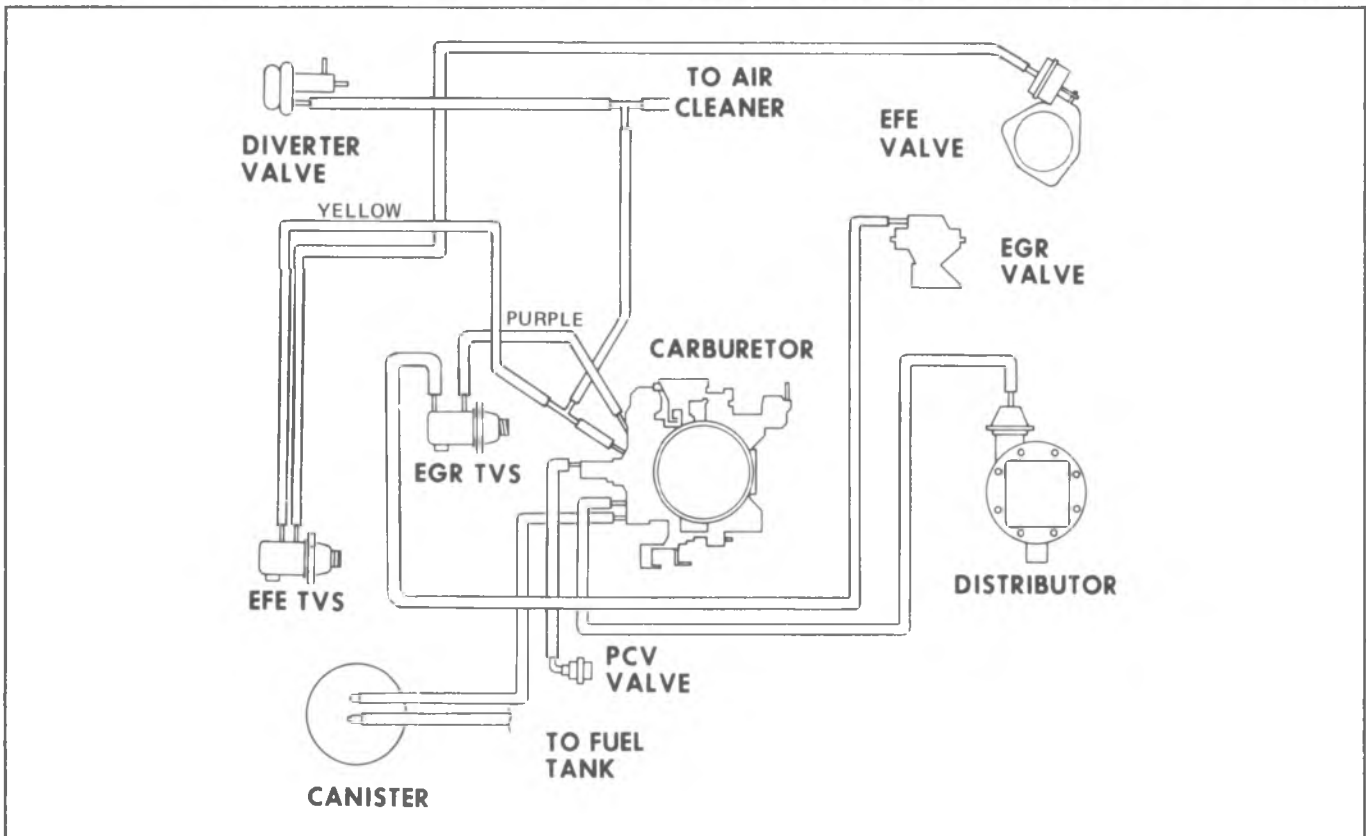 TO AIR
CLEANER
DIVERTER
VALVE
EFE
VALVE
YELLOW
EGR
VALVE
PURPLE
CARBURETOR
EGR TVS
EFE TVS
DISTRIBUTOR
PCV
VALVE
TO FUEL
TANK
CANISTER